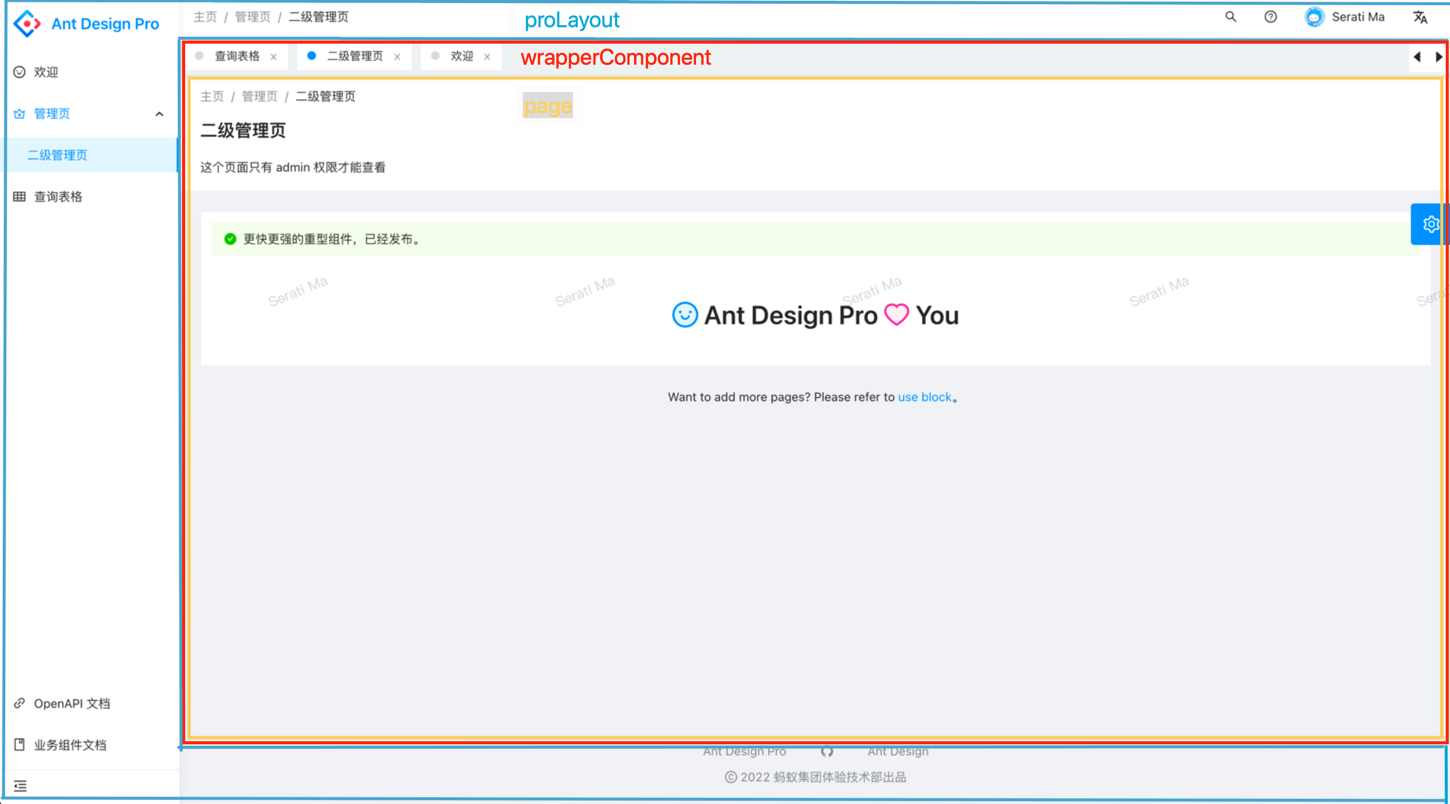 Ant Design Pro
主页 / 管理页 / 二级管理页
proLayout
Serati Ma
欢迎
管理页
二级管理页
查询表格
OpenAPI 文档
业务组件文档
查询表格 × 二级管理页 × 欢迎 ×
wrapperComponent
主页 / 管理页 / 二级管理页
page
二级管理页
这个页面只有 admin 权限才能查看
更快更强的重型组件，已经发布。
Serati Ma Serati Ma Serati Ma Serati Ma Sera
Ant Design Pro You
Want to add more pages? Please refer to use block。
Ant Design Pro Ant Design
© 2022 蚂蚁集团体验技术部出品